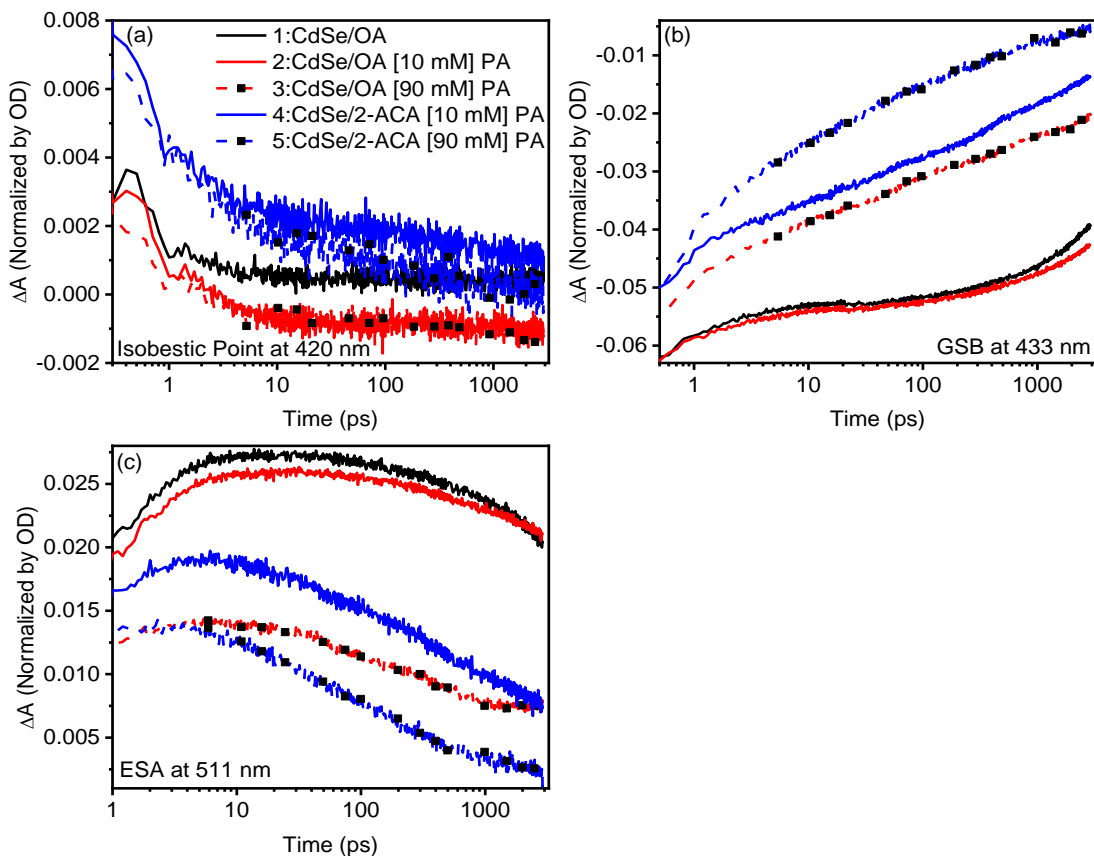 (a)
1:CdSe/OA
2:CdSe/OA [10 mM] PA
3:CdSe/OA [90 mM] PA
4:CdSe/2-ACA [10 mM] PA
5:CdSe/2-ACA [90 mM] PA
0.008
0.006
0.004
0.002
0.000
-0.002
ΔA (Normalized by OD)
Isobestic Point at 420 nm
1
10
100
1000
Time (ps)
(b)
-0.01
-0.02
-0.03
-0.04
-0.05
-0.06
ΔA (Normalized by OD)
GSB at 433 nm
1
10
100
1000
Time (ps)
(c)
0.025
0.020
0.015
0.010
0.005
ΔA (Normalized by OD)
ESA at 511 nm
1
10
100
1000
Time (ps)